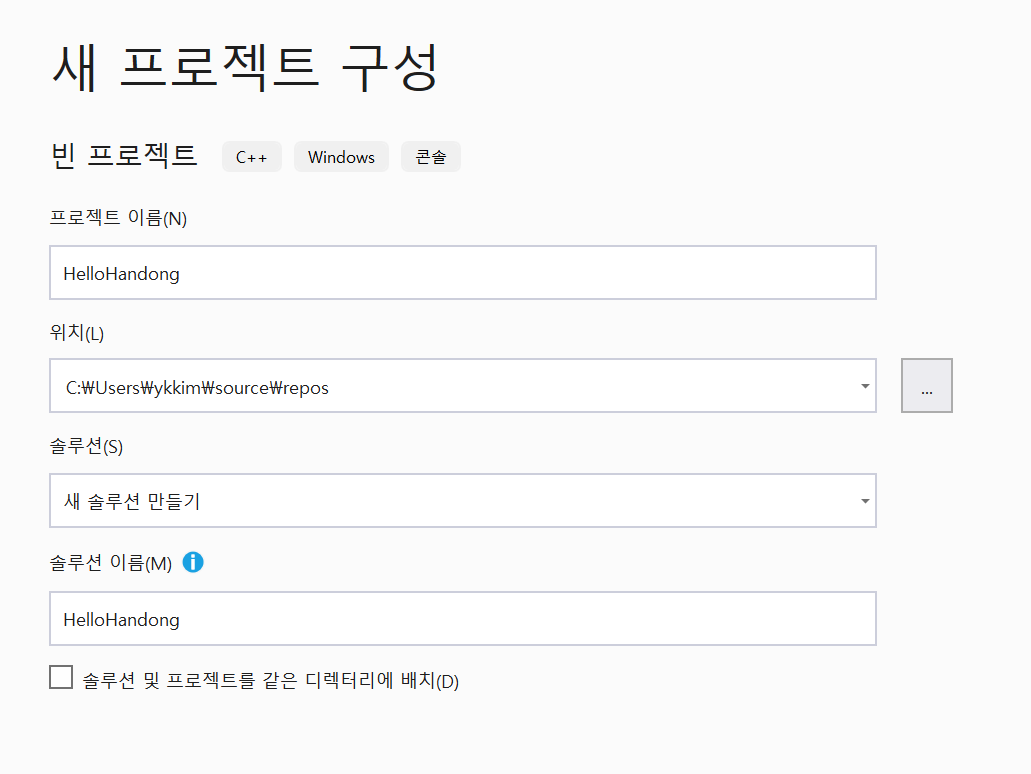 새 프로젝트 구성
빈 프로젝트 C++ Windows 콘솔
프로젝트 이름(N)
HelloHandong
위치(L)
C:₩Users₩ykkim₩source₩repos
...
솔루션(S)
새 솔루션 만들기
솔루션 이름(M)
HelloHandong
솔루션 및 프로젝트를 같은 디렉터리에 배치(D)